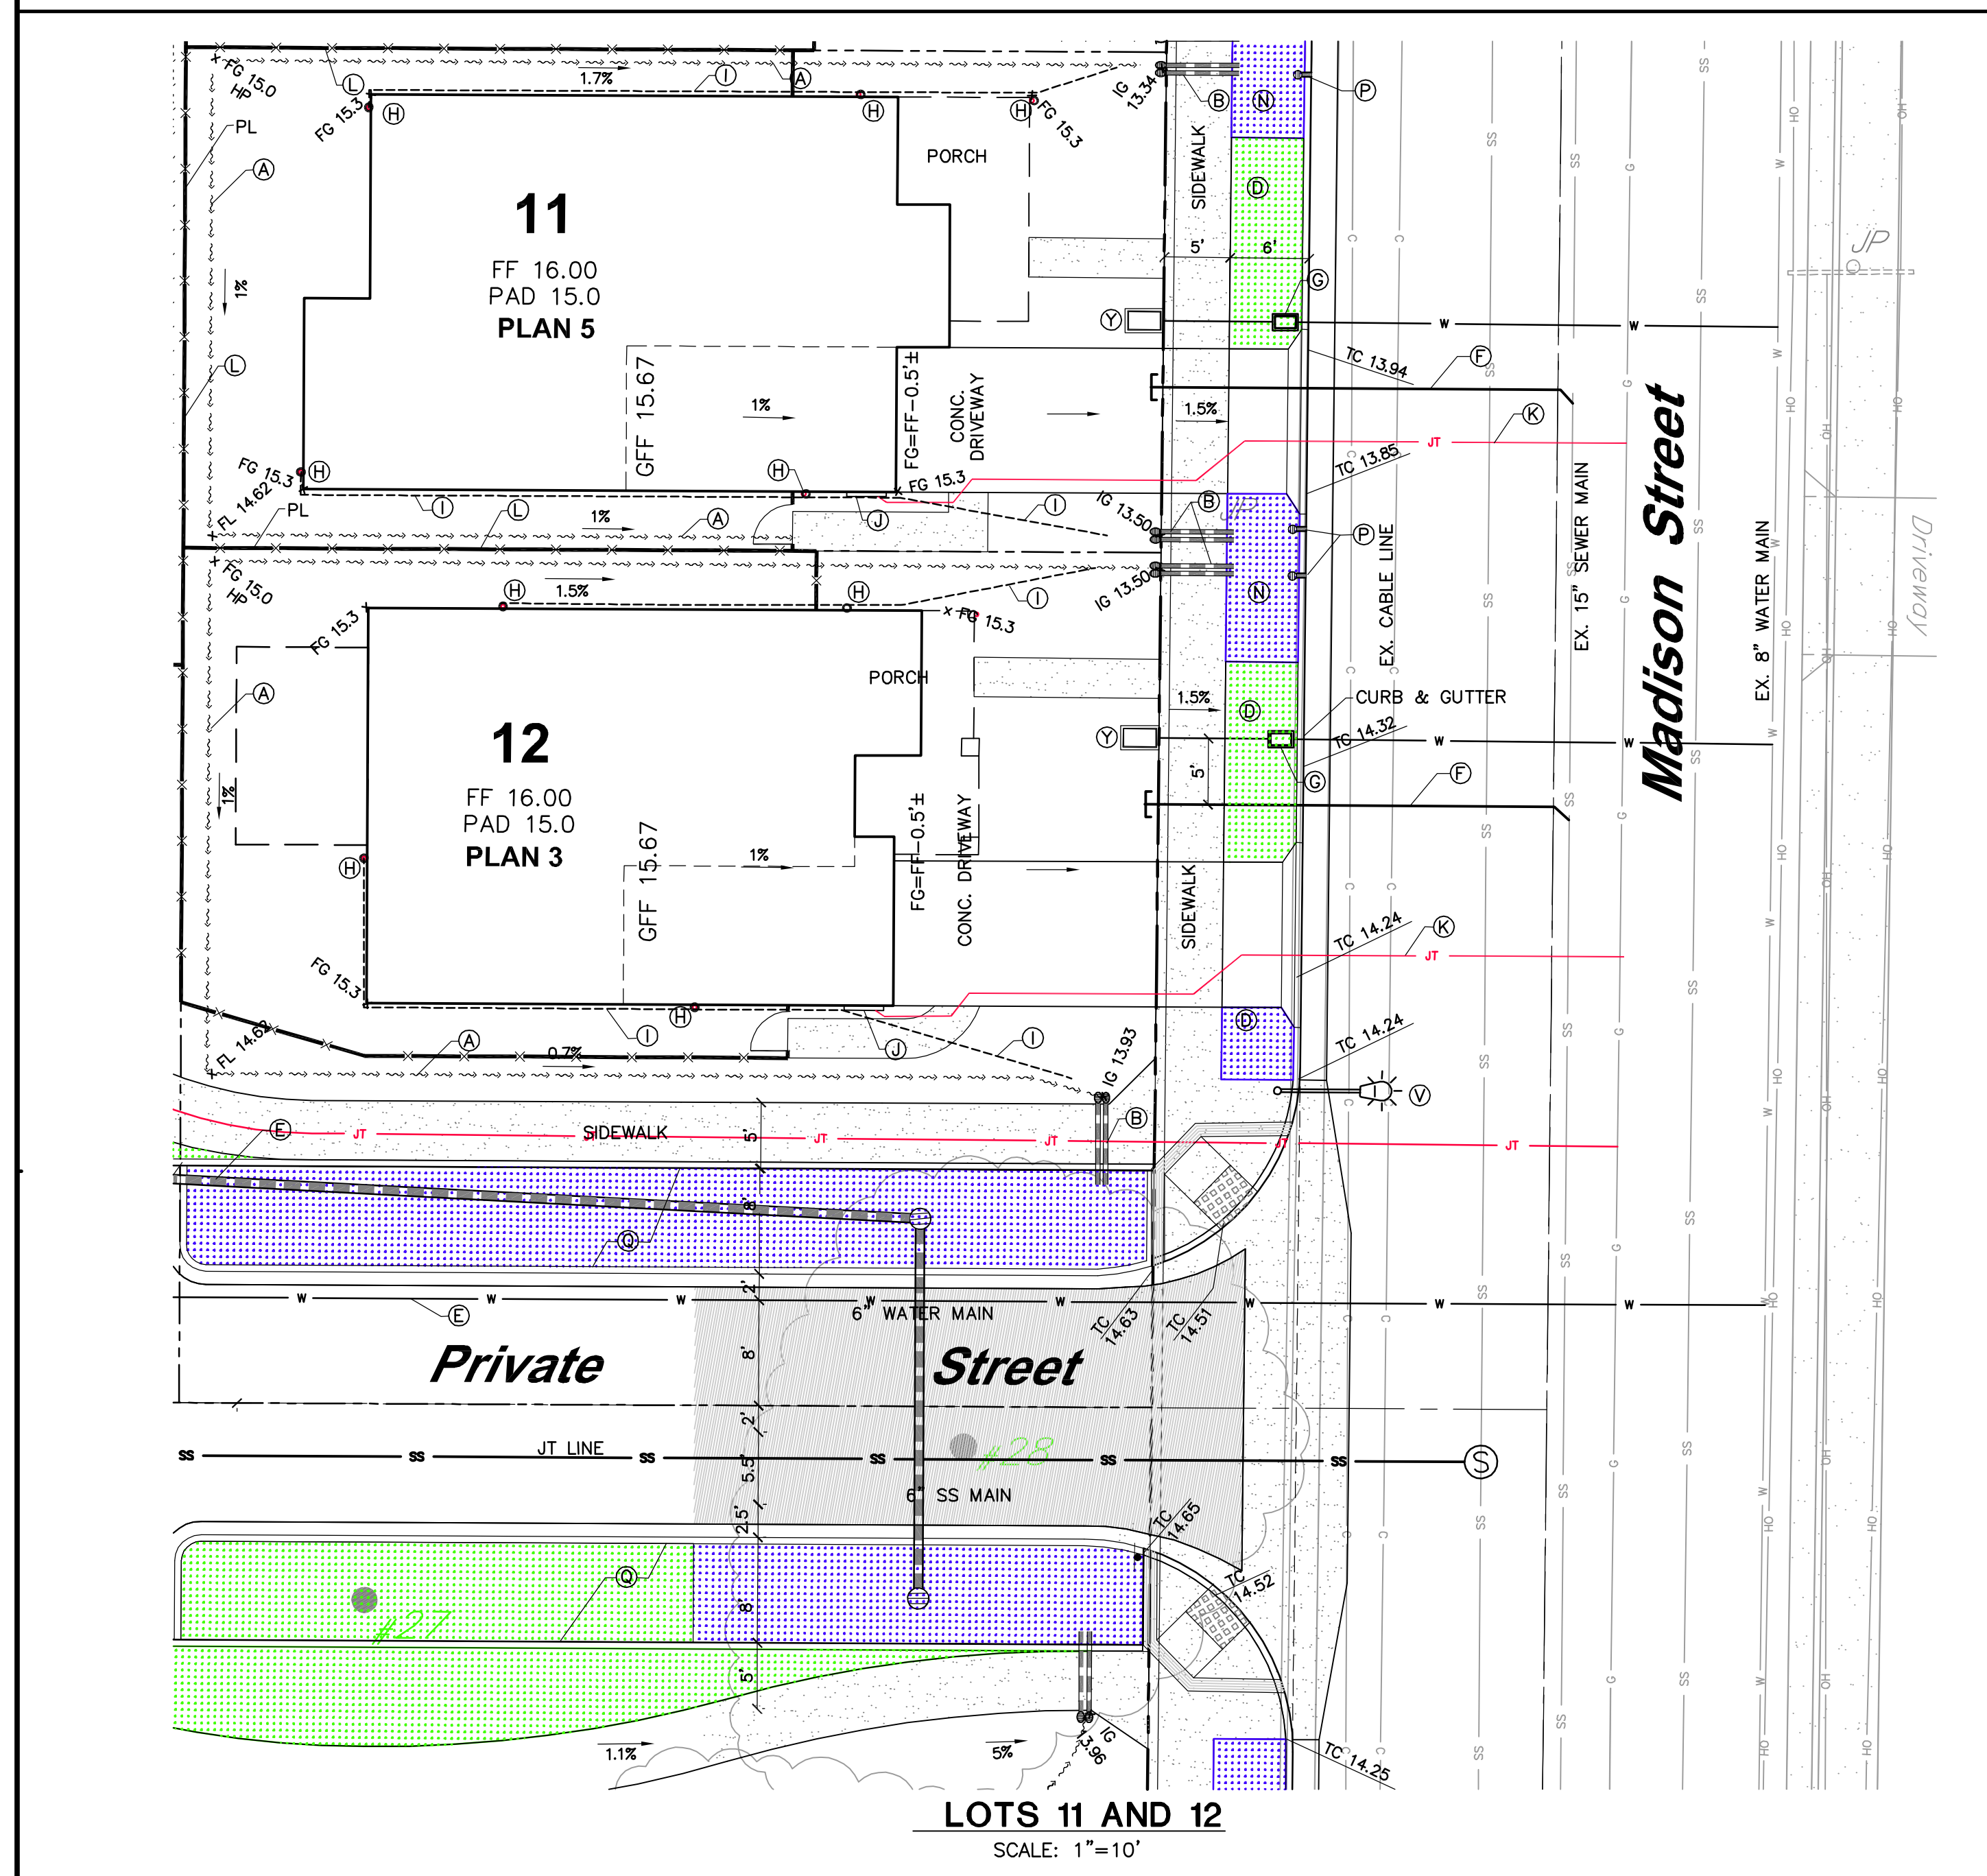 FG 15.0
HP
L
1.7%
I
A
PL
A
H
FG 15.3
H
H
FG 15.3
IG
13.34
B
N
P
PORCH
SIDEWALK
D
11
FF 16.00
PAD 15.0
PLAN 5
1%
5'
6'
G
JP
Y
W
W
TC 13.94
F
L
GFF 15.67
1%
FG=FF-0.5'±
CONC.
DRIVEWAY
1.5%
K
JT
TC 13.85
FG 15.3
H
H
FG 15.3
FL 14.62
PL
I
1%
L
A
J
I
IG 13.50
B
P
IG 13.50
N
EX. CABLE LINE
EX. 15" SEWER MAIN
Madison Street
EX. 8" WATER MAIN
Driveway
FG 15.0
HP
1.5%
H
H
I
FG 15.3
FG 15.3
PORCH
A
12
FF 16.00
PAD 15.0
PLAN 3
1%
1.5%
D
CURB & GUTTER
TC 14.32
Y
W
W
5'
G
F
GFF 15.67
1%
FG=FF-0.5'±
CONC. DRIVEWAY
SIDEWALK
H
TC 14.24
K
JT
FG 15.3
H
I
J
I
D
TC 14.24
FL 14.62
A
0.7%
IG 13.93
B
V
E
JT
SIDEWALK
JT
JT
JT
JT
JT
5'
8'
Q
2'
W
W
W
W
W
W
W
W
E
6" WATER MAIN
TC
14.63
TC
14.51
Private Street
8'
2'
JT LINE
SS
SS
SS
SS
SS
SS
S
#28
5.5'
6" SS MAIN
2.5'
TC
14.65
Q
#27
8'
TC
14.52
5'
1.1%
5%
IG
13.96
TC 14.25
LOTS 11 AND 12
SCALE: 1"=10'